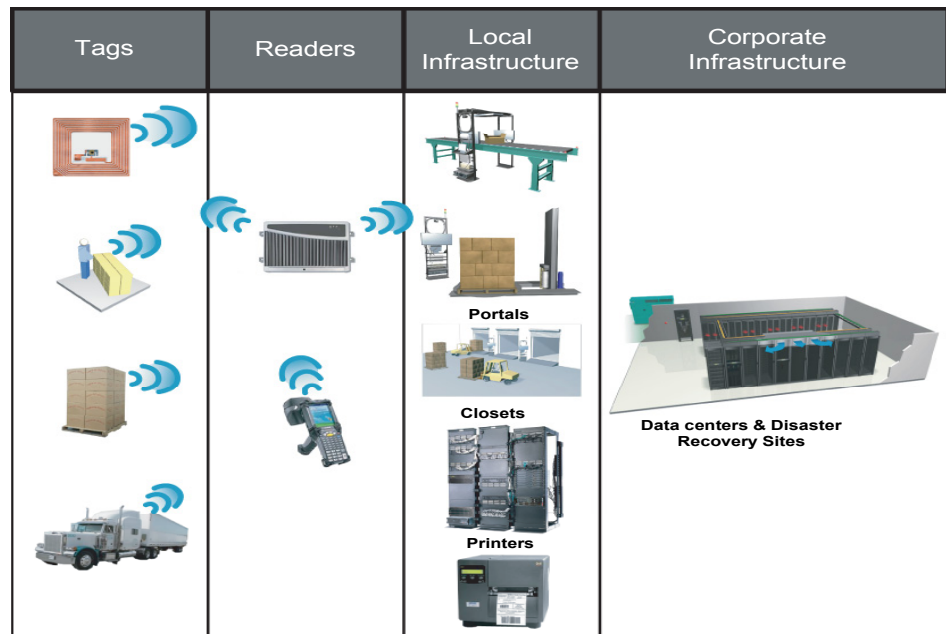 Tags
Readers
Local
Infrastructure
Corporate
Infrastructure
Portals
Closets
Printers
Data centers & Disaster
Recovery Sites